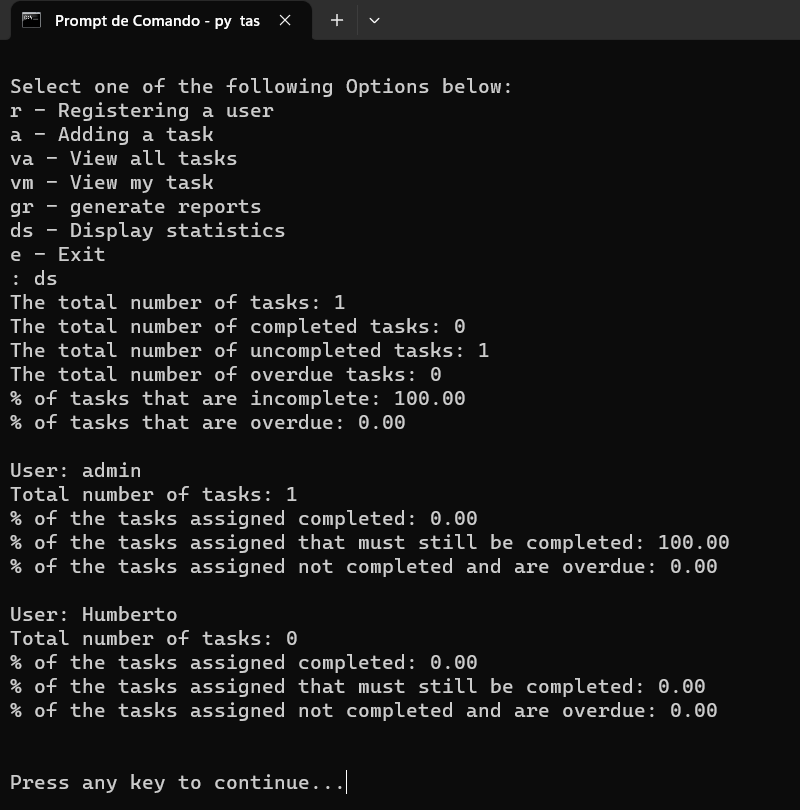 Prompt de Comando - py tas
Select one of the following Options below:
r - Registering a user
a - Adding a task
va - View all tasks
vm - View my task
gr - generate reports
ds - Display statistics
e - Exit
: ds
The total number of tasks: 1
The total number of completed tasks: 0
The total number of uncompleted tasks: 1
The total number of overdue tasks: 0
% of tasks that are incomplete: 100.00
% of tasks that are overdue: 0.00
User: admin
Total number of tasks: 1
% of the tasks assigned completed: 0.00
% of the tasks assigned that must still be completed: 100.00
% of the tasks assigned not completed and are overdue: 0.00
User: Humberto
Total number of tasks: 0
% of the tasks assigned completed: 0.00
% of the tasks assigned that must still be completed: 0.00
% of the tasks assigned not completed and are overdue: 0.00
Press any key to continue...